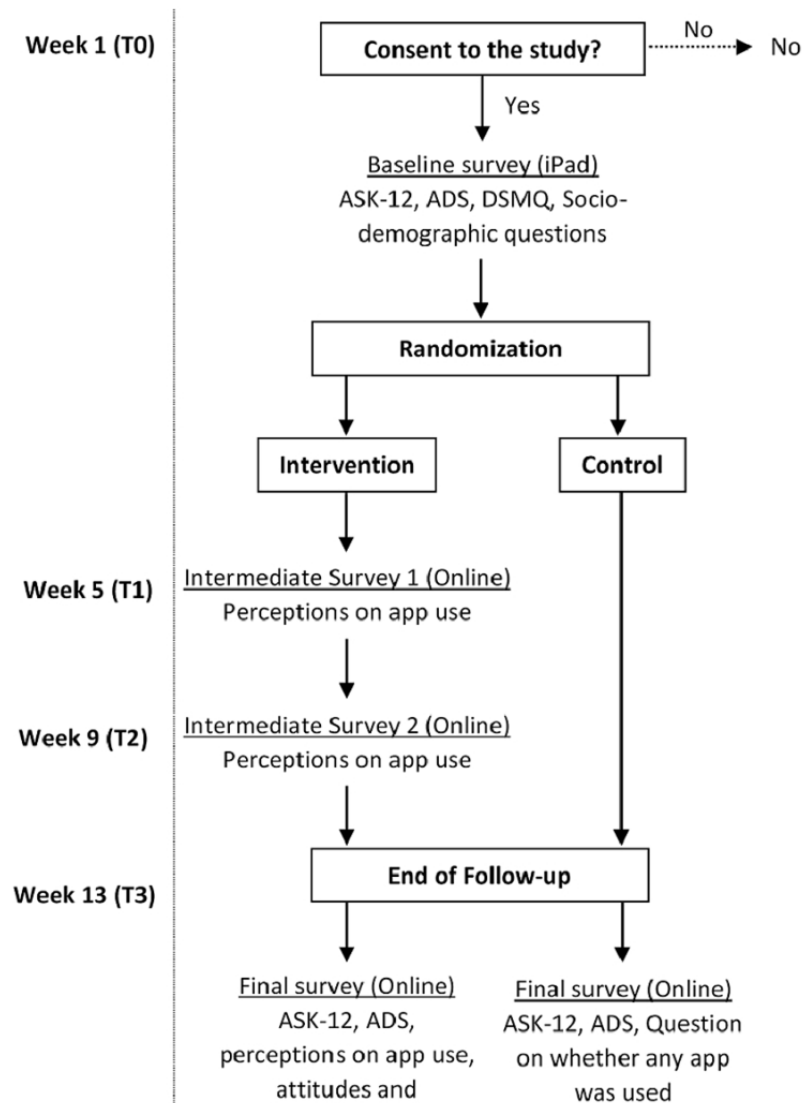 Week 1 (T0)
Consent to the study?
No
No
Yes
Baseline survey (iPad)
ASK-12, ADS, DSMQ, Socio-
demographic questions
Randomization
Intervention
Control
Week 5 (T1)
Intermediate Survey 1 (Online)
Perceptions on app use
Week 9 (T2)
Intermediate Survey 2 (Online)
Perceptions on app use
Week 13 (T3)
End of Follow-up
Final survey (Online)
ASK-12, ADS,
perceptions on app use,
attitudes and
Final survey (Online)
ASK-12, ADS, Question
on whether any app
was used